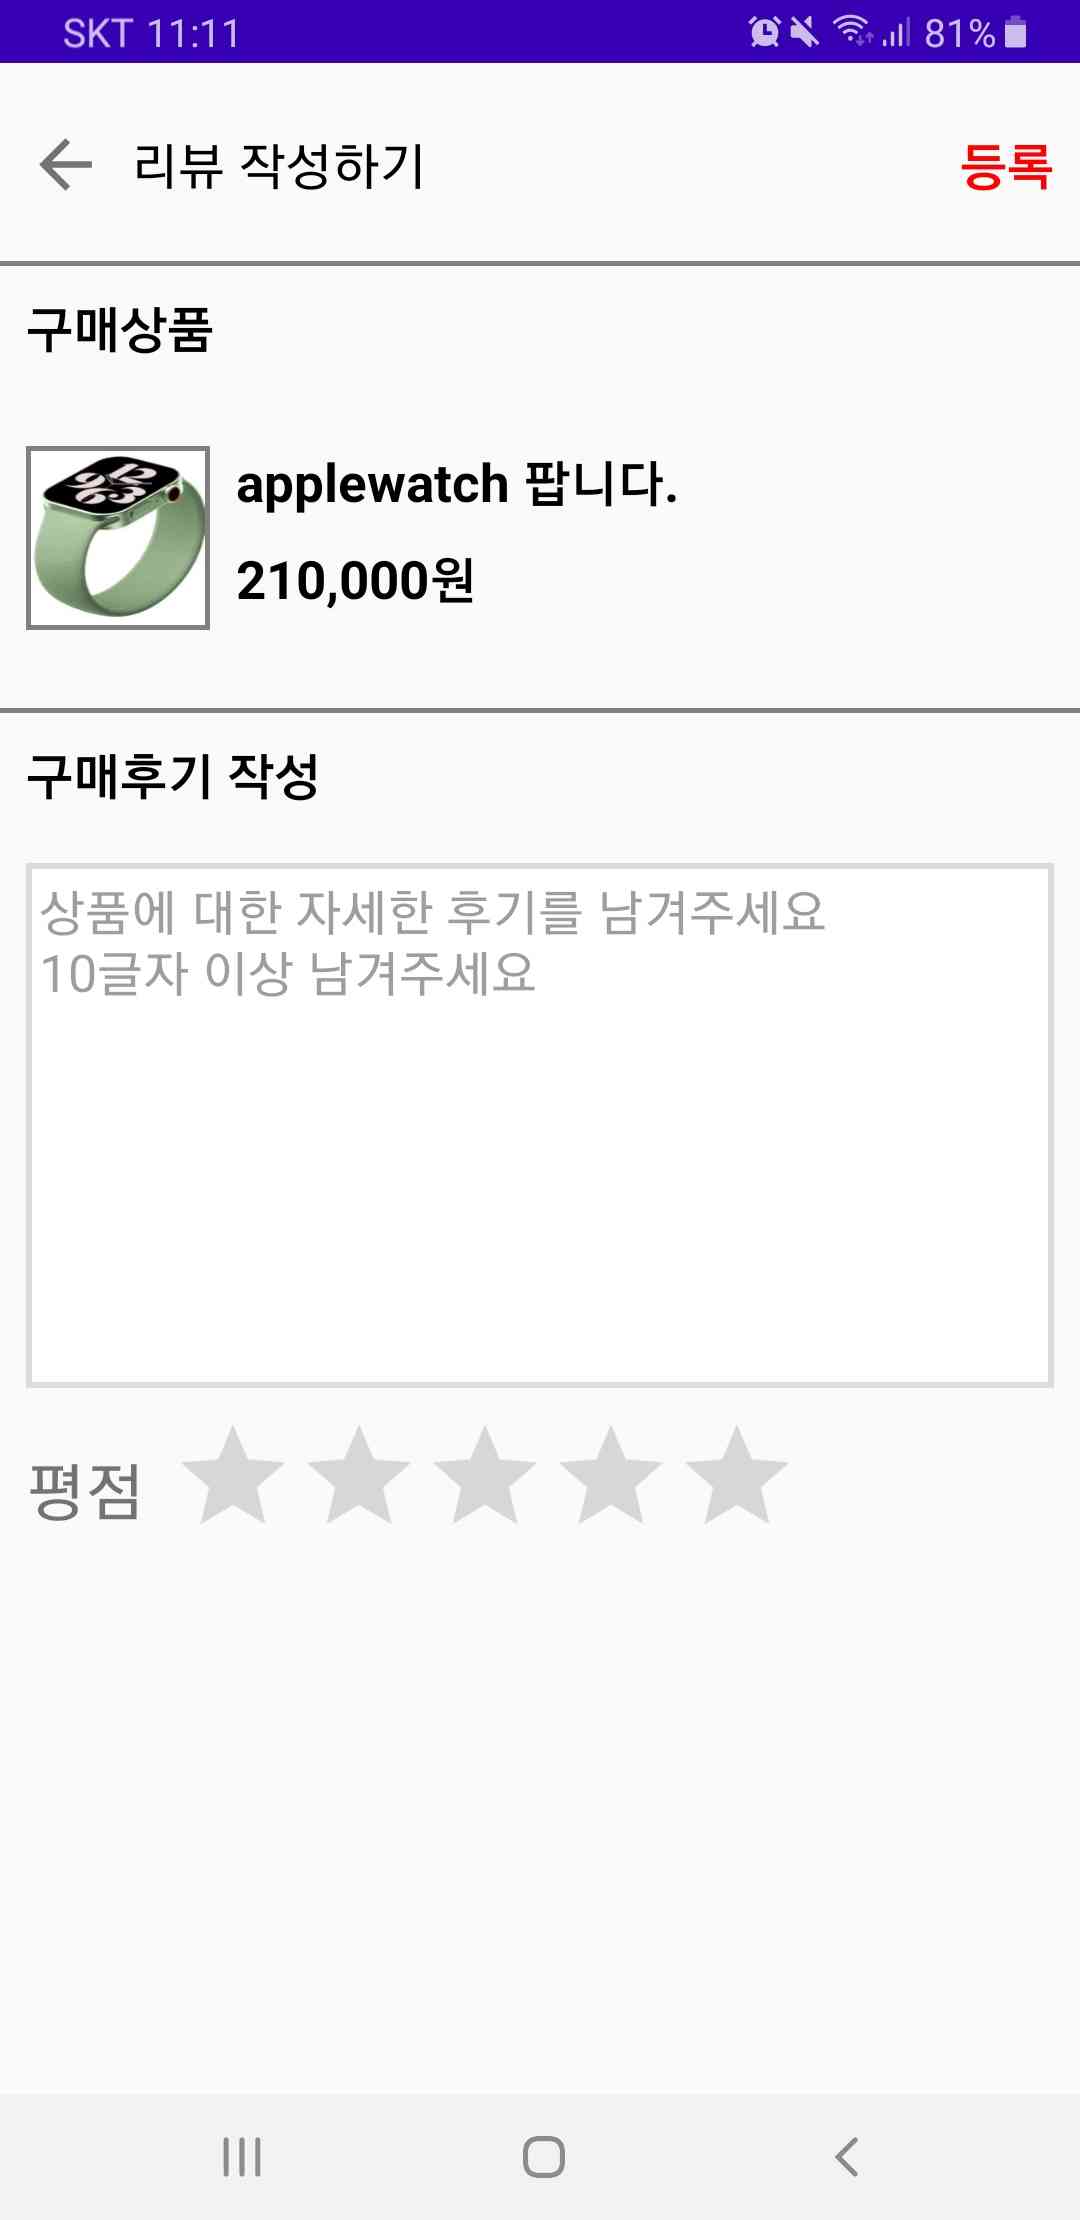 SKT 11:11 81%
리뷰 작성하기 등록
구매상품
applewatch 팝니다.
210,000원
구매후기 작성
상품에 대한 자세한 후기를 남겨주세요
10글자 이상 남겨주세요
평점